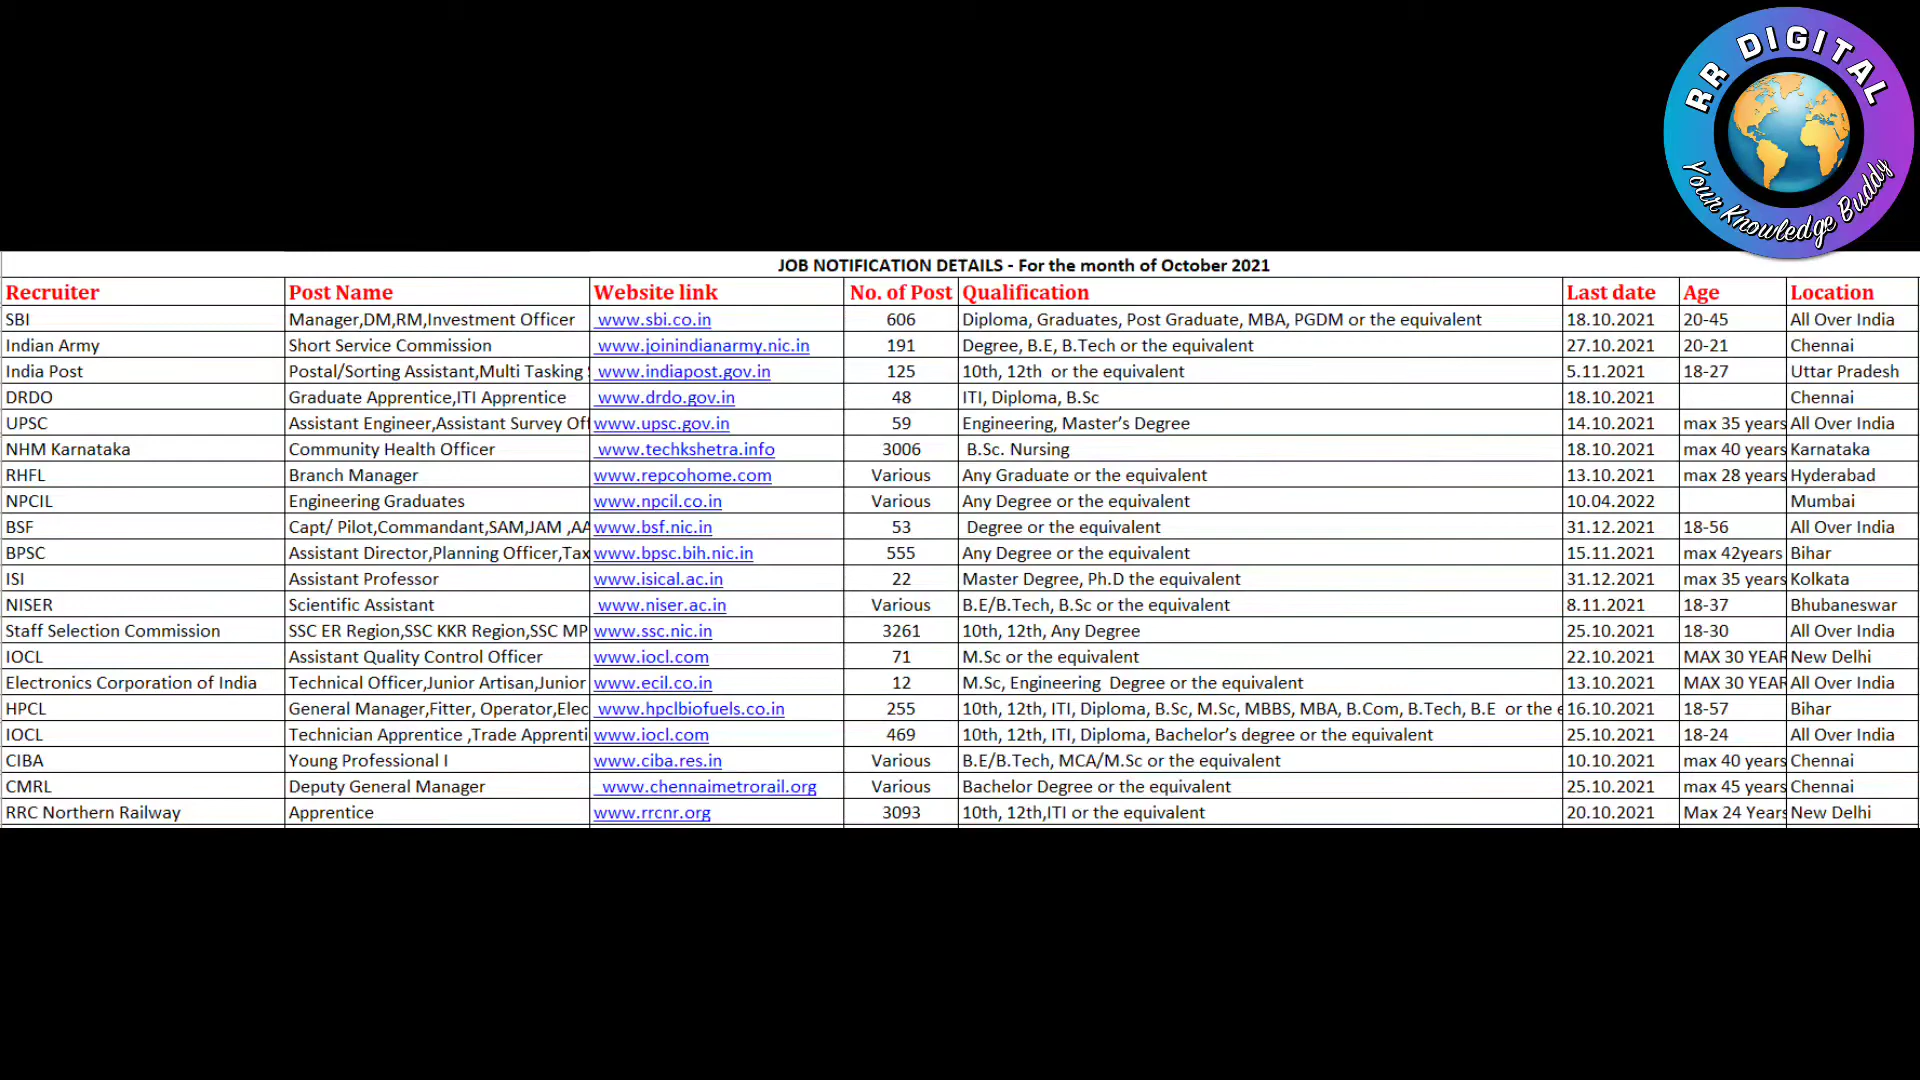 RR DIGITAL
Your Knowledge Buddy
JOB NOTIFICATION DETAILS - For the month of October 2021
Recruiter Post Name Website link No. of Post Qualification Last date Age Location
SBI Manager,DM,RM,Investment Officer www.sbi.co.in 606 Diploma, Graduates, Post Graduate, MBA, PGDM or the equivalent 18.10.2021 20-45 All Over India
Indian Army Short Service Commission www.joinindianarmy.nic.in 191 Degree, B.E, B.Tech or the equivalent 27.10.2021 20-21 Chennai
India Post Postal/Sorting Assistant,Multi Tasking www.indiapost.gov.in 125 10th, 12th or the equivalent 5.11.2021 18-27 Uttar Pradesh
DRDO Graduate Apprentice,ITI Apprentice www.drdo.gov.in 48 ITI, Diploma, B.Sc 18.10.2021 Chennai
UPSC Assistant Engineer,Assistant Survey Of www.upsc.gov.in 59 Engineering, Master’s Degree 14.10.2021 max 35 years All Over India
NHM Karnataka Community Health Officer www.techkshetra.info 3006 B.Sc. Nursing 18.10.2021 max 40 years Karnataka
RHFL Branch Manager www.repcohome.com Various Any Graduate or the equivalent 13.10.2021 max 28 years Hyderabad
NPCIL Engineering Graduates www.npcil.co.in Various Any Degree or the equivalent 10.04.2022 Mumbai
BSF Capt/ Pilot,Commandant,SAM,JAM ,AA www.bsf.nic.in 53 Degree or the equivalent 31.12.2021 18-56 All Over India
BPSC Assistant Director,Planning Officer,Tax www.bpsc.bih.nic.in 555 Any Degree or the equivalent 15.11.2021 max 42years Bihar
ISI Assistant Professor www.isical.ac.in 22 Master Degree, Ph.D the equivalent 31.12.2021 max 35 years Kolkata
NISER Scientific Assistant www.niser.ac.in Various B.E/B.Tech, B.Sc or the equivalent 8.11.2021 18-37 Bhubaneswar
Staff Selection Commission SSC ER Region,SSC KKR Region,SSC MP www.ssc.nic.in 3261 10th, 12th, Any Degree 25.10.2021 18-30 All Over India
IOCL Assistant Quality Control Officer www.iocl.com 71 M.Sc or the equivalent 22.10.2021 MAX 30 YEAR New Delhi
Electronics Corporation of India Technical Officer,Junior Artisan,Junior www.ecil.co.in 12 M.Sc, Engineering Degree or the equivalent 13.10.2021 MAX 30 YEAR All Over India
HPCL General Manager,Fitter, Operator,Elec www.hpclbiofuels.co.in 255 10th, 12th, ITI, Diploma, B.Sc, M.Sc, MBBS, MBA, B.Com, B.Tech, B.E or the e 16.10.2021 18-57 Bihar
IOCL Technician Apprentice ,Trade Apprenti www.iocl.com 469 10th, 12th, ITI, Diploma, Bachelor’s degree or the equivalent 25.10.2021 18-24 All Over India
CIBA Young Professional I www.ciba.res.in Various B.E/B.Tech, MCA/M.Sc or the equivalent 10.10.2021 max 40 years Chennai
CMRL Deputy General Manager www.chennaimetrorail.org Various Bachelor Degree or the equivalent 25.10.2021 max 45 years Chennai
RRC Northern Railway Apprentice www.rrcnr.org 3093 10th, 12th,ITI or the equivalent 20.10.2021 Max 24 Years New Delhi